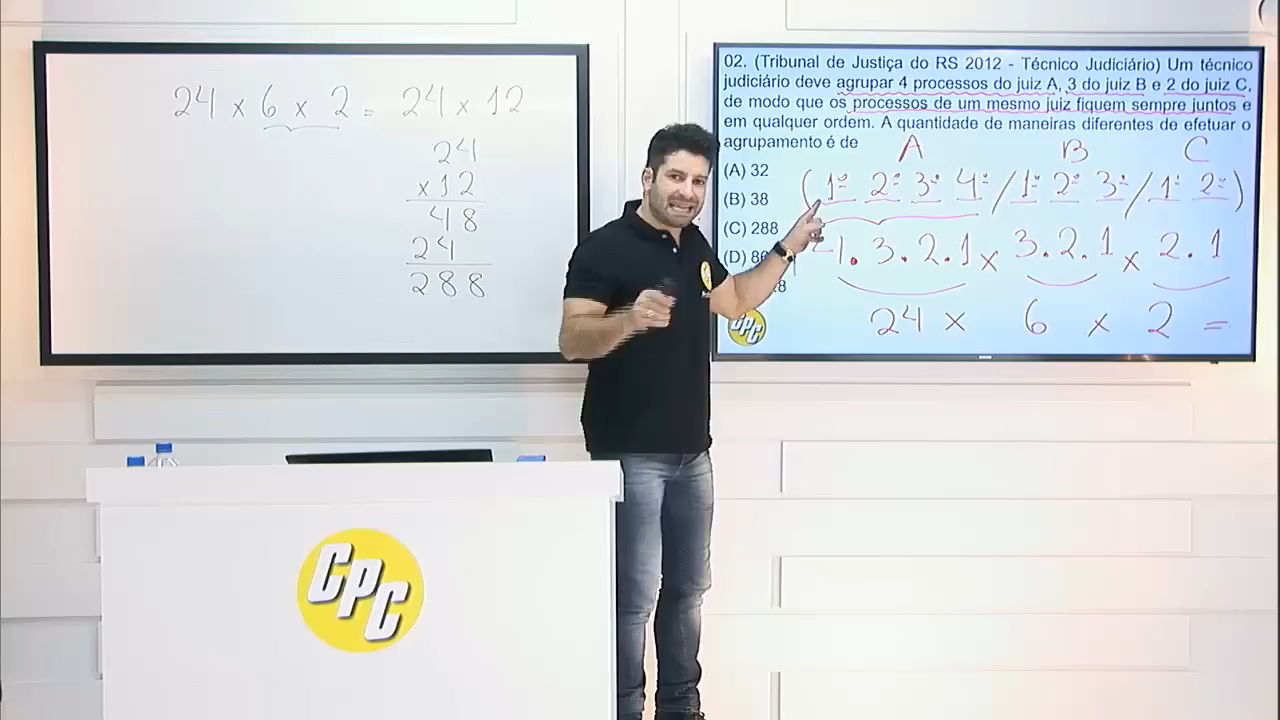 24 × 6 × 2 = 24 × 12
24
×12
48
24
288
02. (Tribunal de Justiça do RS 2012 - Técnico Judiciário) Um técnico
judiciário deve agrupar 4 processos do juiz A, 3 do juiz B e 2 do juiz C,
de modo que os processos de um mesmo juiz fiquem sempre juntos e
em qualquer ordem. A quantidade de maneiras diferentes de efetuar o
agrupamento é de
A B C
(A) 32
(1º 2º 3º 4º / 1º 2º 3º / 1º 2º)
(B) 38
(C) 288
4.3.2.1 × 3.2.1 × 2.1
(D)
24 × 6 × 2 =
CPC
CPC